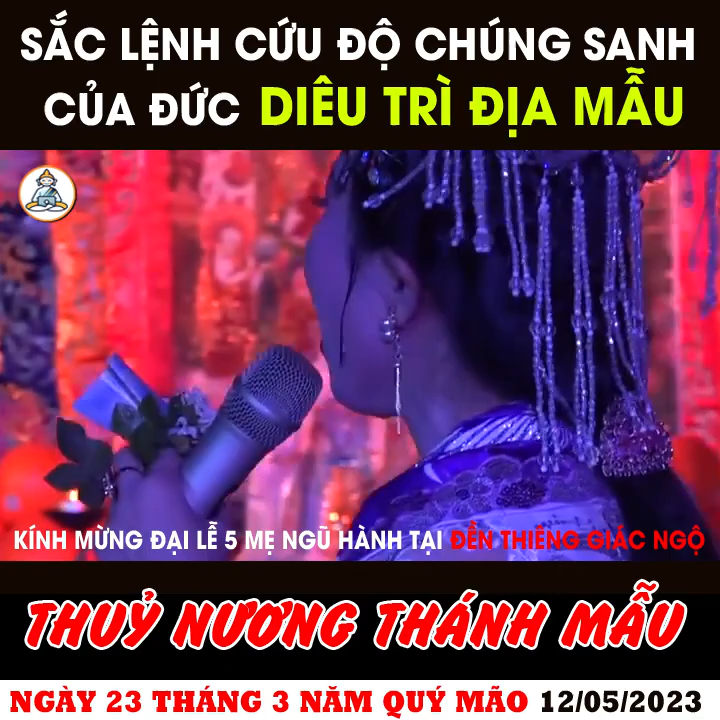 SẮC LỆNH CỨU ĐỘ CHÚNG SANH
CỦA ĐỨC DIÊU TRÌ ĐỊA MẪU
KÍNH MỪNG ĐẠI LỄ 5 MẸ NGŨ HÀNH TẠI ĐỀN THIÊNG GIÁC NGỘ
THUỶ NƯƠNG THÁNH MẪU
NGÀY 23 THÁNG 3 NĂM QUÝ MÃO 12/05/2023